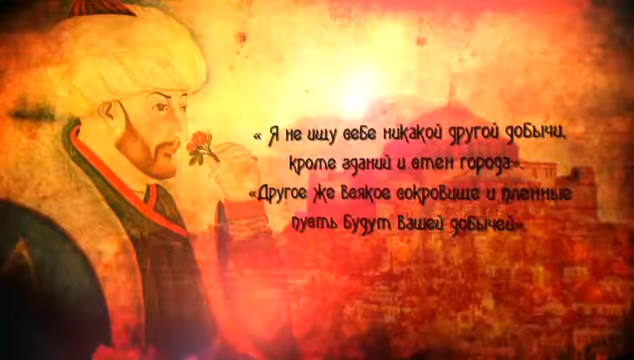 « Я не ищу себе никакой другой добычи,
кроме зданий и стен города».
«Другое же всякое сокровище и пленные
пусть будут вашей добычей».